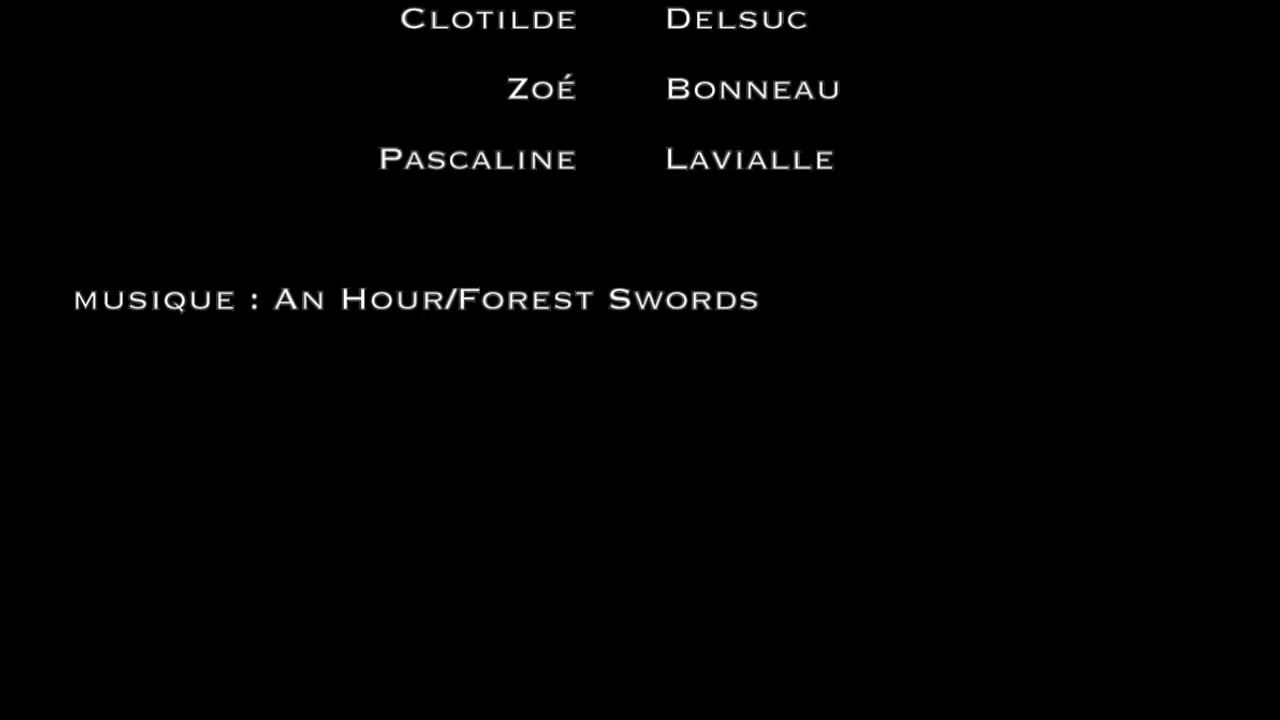 Clotilde Delsuc
Zoé Bonneau
Pascaline Lavialle
musique : An Hour/Forest Swords